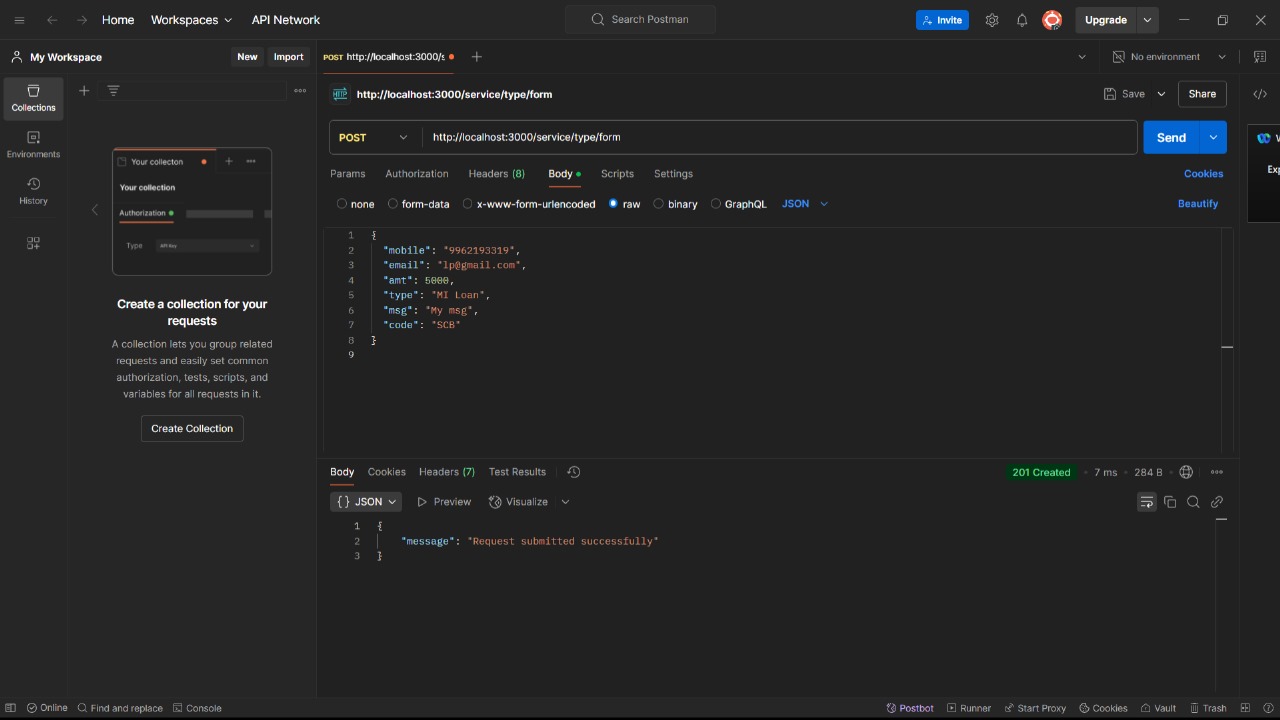 Home Workspaces API Network Search Postman Invite Upgrade
My Workspace New Import POST http://localhost:3000/s No environment
Collections
Environments
History
Your collecton
Your collection
Authorization
Type API Key
Create a collection for your
requests
A collection lets you group related
requests and easily set common
authorization, tests, scripts, and
variables for all requests in it.
Create Collection
HTTP http://localhost:3000/service/type/form Save Share
POST http://localhost:3000/service/type/form Send
Params Authorization Headers (8) Body Scripts Settings Cookies
none form-data x-www-form-urlencoded raw binary GraphQL JSON Beautify
1 {
2 "mobile": "9962193319",
3 "email": "lp@gmail.com",
4 "amt": 5000,
5 "type": "MI Loan",
6 "msg": "My msg",
7 "code": "SCB"
8 }
9
Body Cookies Headers (7) Test Results 201 Created 7 ms 284 B
{} JSON Preview Visualize
1 {
2 "message": "Request submitted successfully"
3 }
Online Find and replace Console Postbot Runner Start Proxy Cookies Vault Trash